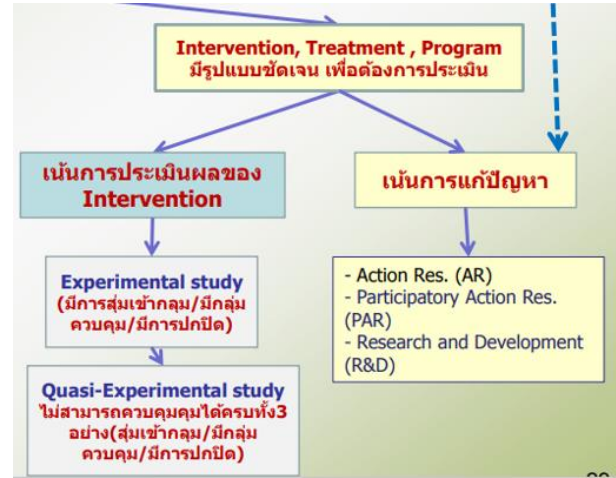 Intervention, Treatment , Program
มีรูปแบบชัดเจน เพื่อต้องการประเมิน
เน้นการประเมินผลของ
Intervention
เน้นการแก้ปัญหา
Experimental study
(มีการสุ่มเข้ากลุ่ม/มีกลุ่ม
ควบคุม/มีการปกปิด)
- Action Res. (AR)
- Participatory Action Res.
(PAR)
- Research and Development
(R&D)
Quasi-Experimental study
ไม่สามารถควบคุมคุมได้ครบทั้ง3
อย่าง(สุ่มเข้ากลุ่ม/มีกลุ่ม
ควบคุม/มีการปกปิด)